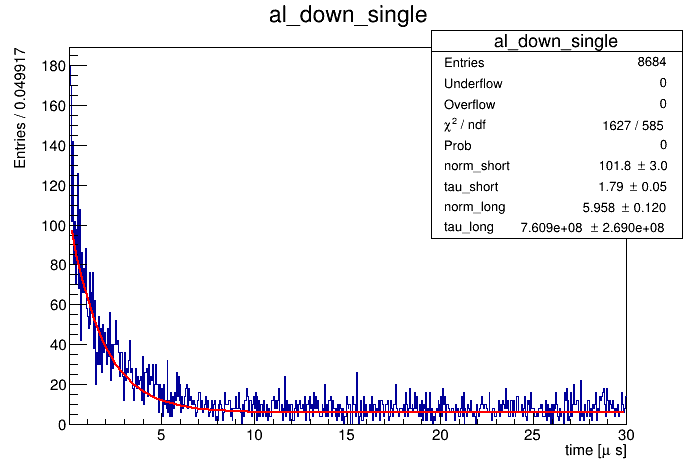 al_down_single
al_down_single
Entries 8684
Underflow 0
Overflow 0
χ² / ndf 1627 / 585
Prob 0
norm_short 101.8 ± 3.0
tau_short 1.79 ± 0.05
norm_long 5.958 ± 0.120
tau_long 7.609e+08 ± 2.690e+08
Entries / 0.049917
180
160
140
120
100
80
60
40
20
0
5 10 15 20 25 30
time [μ s]